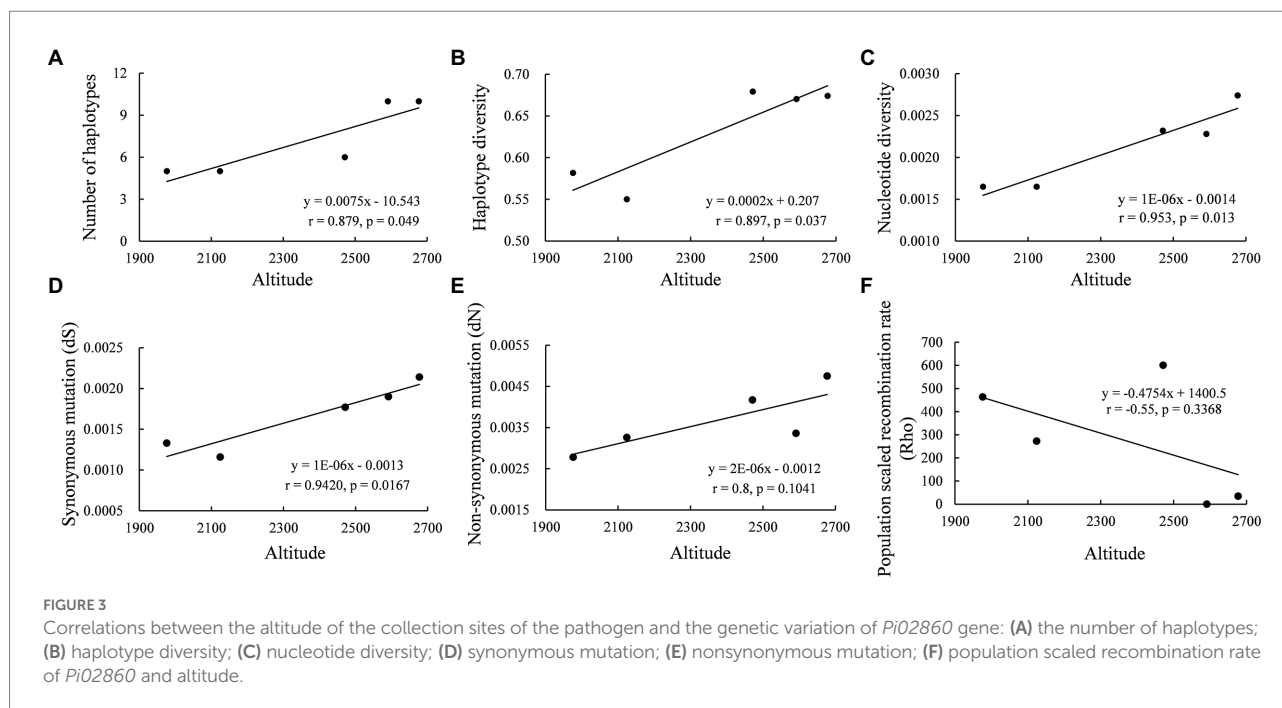 A
Number of haplotypes
12
9
6
3
0
y = 0.0075x - 10.543
r = 0.879, p = 0.049
1900 2100 2300 2500 2700
Altitude
B
Haplotype diversity
0.70
0.65
0.60
0.55
0.50
y = 0.0002x + 0.207
r = 0.897, p = 0.037
1900 2100 2300 2500 2700
Altitude
C
Nucleotide diversity
0.0030
0.0025
0.0020
0.0015
0.0010
y = 1E-06x - 0.0014
r = 0.953, p = 0.013
1900 2100 2300 2500 2700
Altitude
D
Synonymous mutation (dS)
0.0025
0.0020
0.0015
0.0010
0.0005
y = 1E-06x - 0.0013
r = 0.9420, p = 0.0167
1900 2100 2300 2500 2700
Altitude
E
Non-synonymous mutation (dN)
0.0055
0.0045
0.0035
0.0025
0.0015
y = 2E-06x - 0.0012
r = 0.8, p = 0.1041
1900 2100 2300 2500 2700
Altitude
F
Population scaled recombination rate
(Rho)
700
600
500
400
300
200
100
0
y = -0.4754x + 1400.5
r = -0.55, p = 0.3368
1900 2100 2300 2500 2700
Altitude
FIGURE 3
Correlations between the altitude of the collection sites of the pathogen and the genetic variation of Pi02860 gene: (A) the number of haplotypes;
(B) haplotype diversity; (C) nucleotide diversity; (D) synonymous mutation; (E) nonsynonymous mutation; (F) population scaled recombination rate
of Pi02860 and altitude.